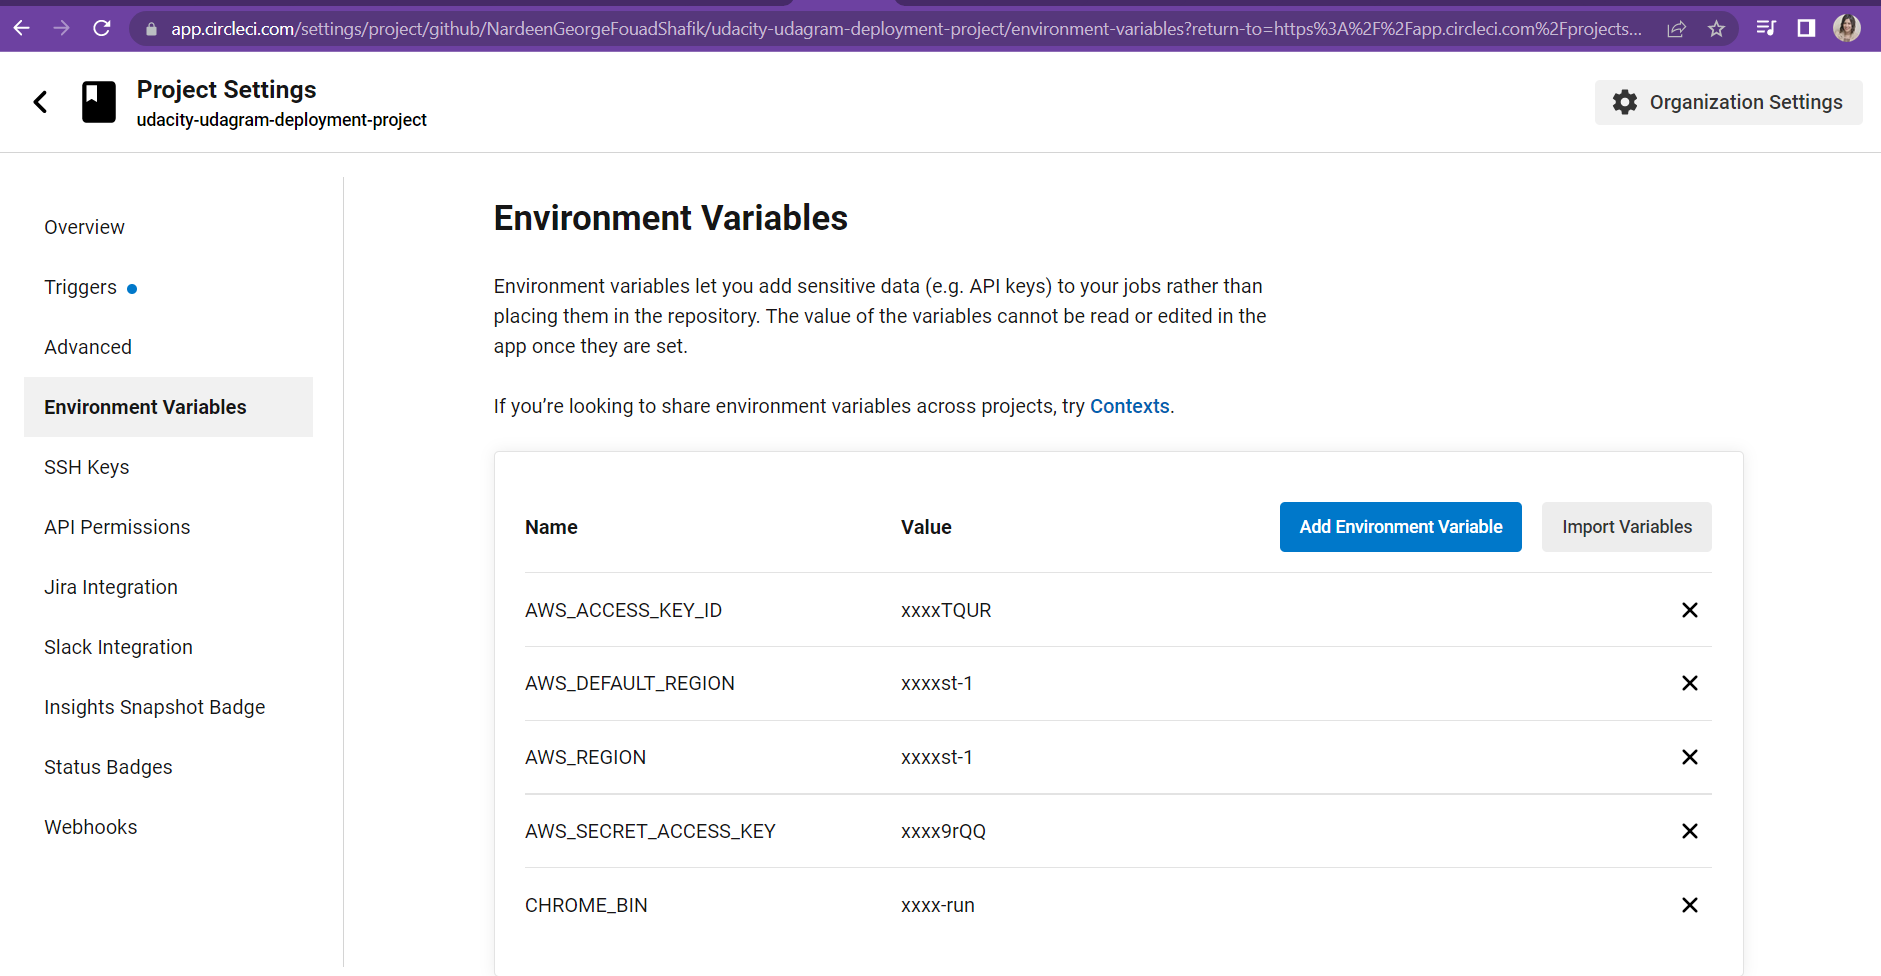 app.circleci.com/settings/project/github/NardeenGeorgeFouadShafik/udacity-udagram-deployment-project/environment-variables?return-to=https%3A%2F%2Fapp.circleci.com%2Fprojects...
Project Settings
udacity-udagram-deployment-project
Organization Settings
Overview
Triggers
Advanced
Environment Variables
SSH Keys
API Permissions
Jira Integration
Slack Integration
Insights Snapshot Badge
Status Badges
Webhooks
Environment Variables
Environment variables let you add sensitive data (e.g. API keys) to your jobs rather than
placing them in the repository. The value of the variables cannot be read or edited in the
app once they are set.
If you’re looking to share environment variables across projects, try Contexts.
Name Value Add Environment Variable Import Variables
AWS_ACCESS_KEY_ID xxxxTQUR
AWS_DEFAULT_REGION xxxxst-1
AWS_REGION xxxxst-1
AWS_SECRET_ACCESS_KEY xxxx9rQQ
CHROME_BIN xxxx-run